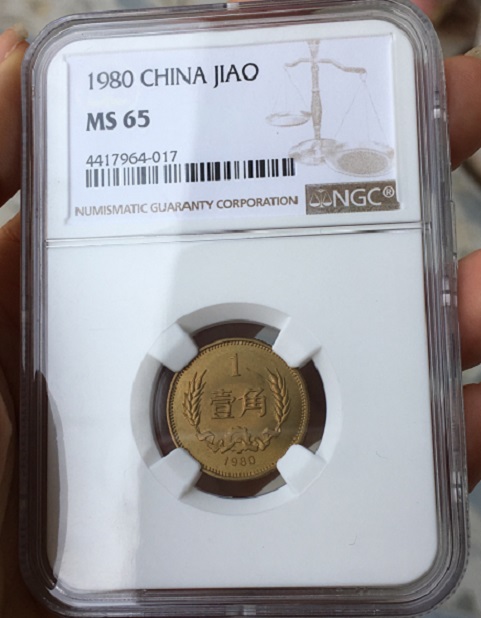 1980 CHINA JIAO
MS 65
4417964-017
NUMISMATIC GUARANTY CORPORATION
NGC®
1
壹角
1980